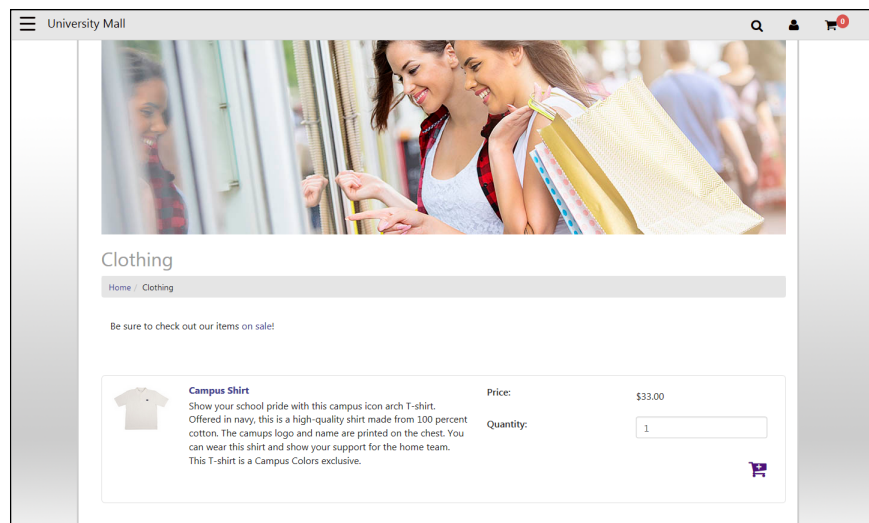 University Mall
0
Clothing
Home / Clothing
Be sure to check out our items on sale!
Campus Shirt
Show your school pride with this campus icon arch T-shirt.
Offered in navy, this is a high-quality shirt made from 100 percent
cotton. The camups logo and name are printed on the chest. You
can wear this shirt and show your support for the home team.
This T-shirt is a Campus Colors exclusive.
Price:
$33.00
Quantity:
1